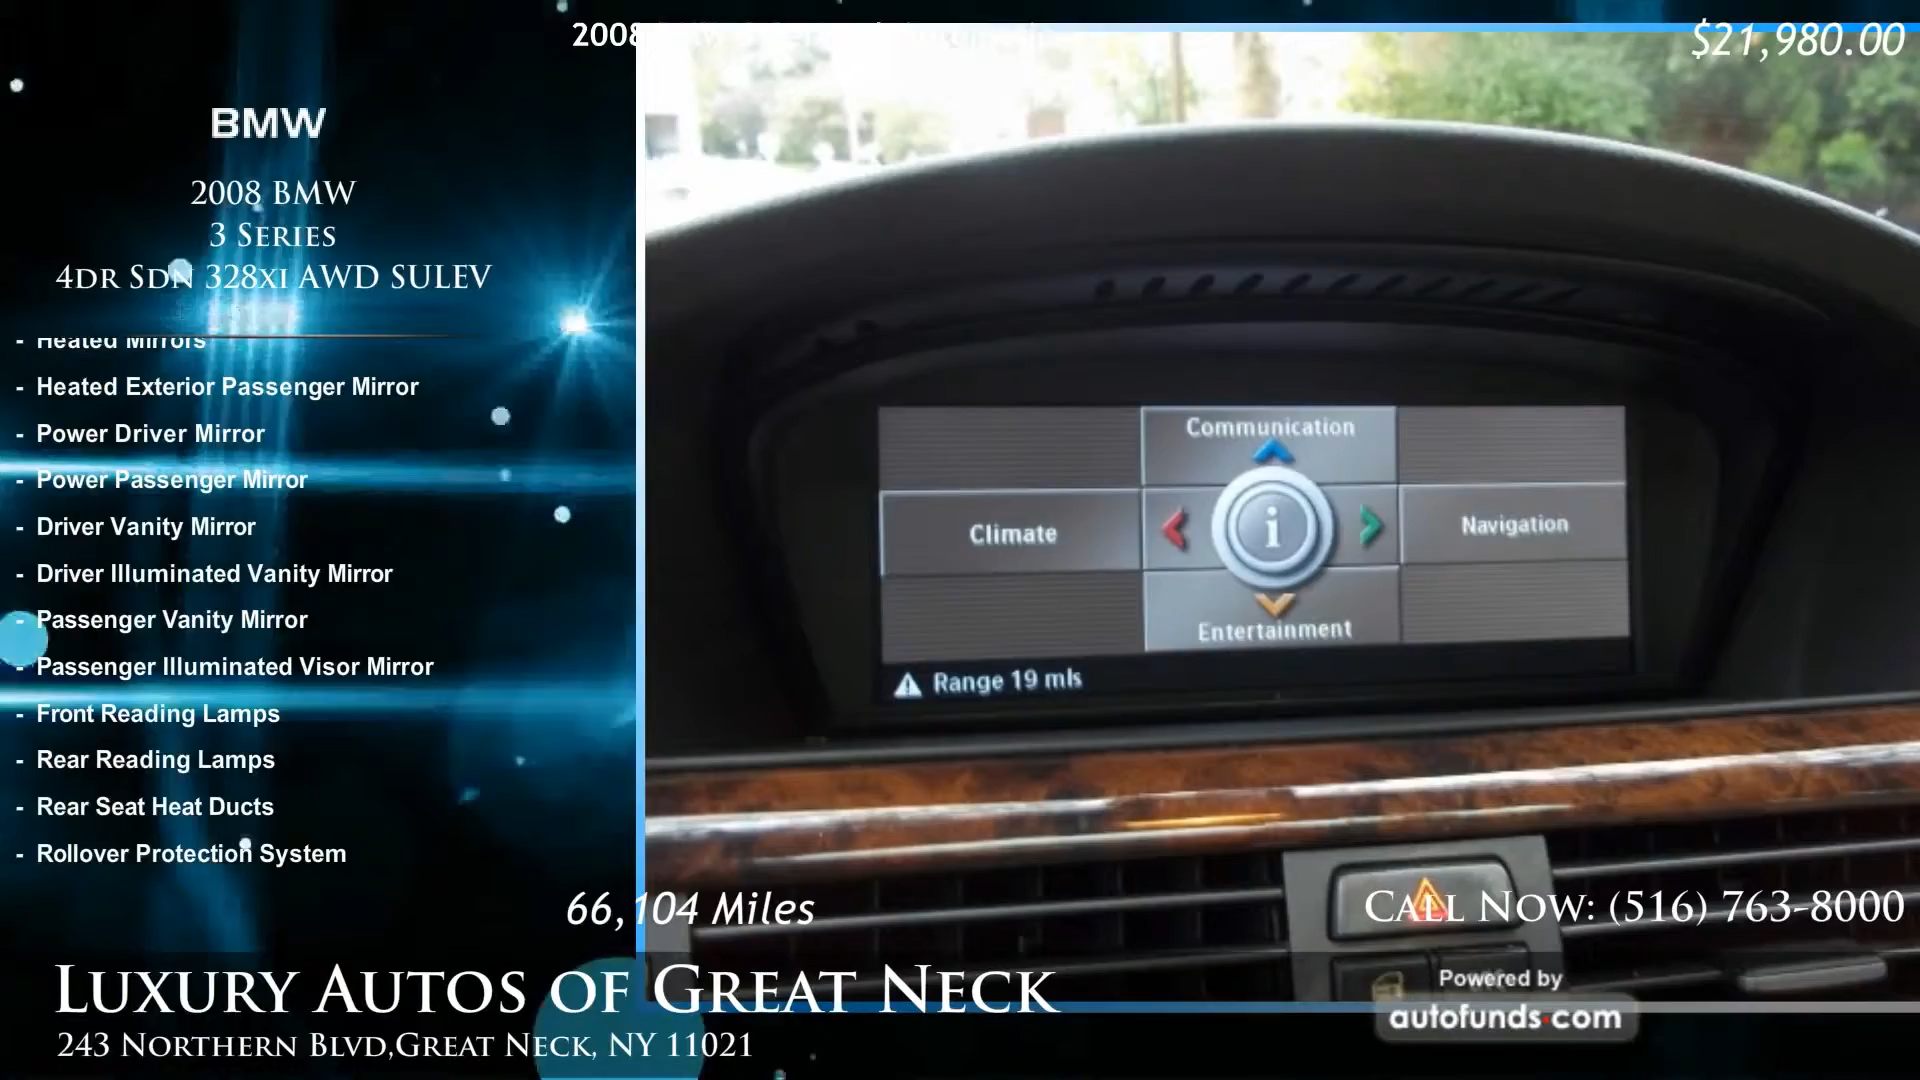 2008
$21,980.00
BMW
2008 BMW
3 Series
4dr Sdn 328xi AWD SULEV
- Heated Mirrors
- Heated Exterior Passenger Mirror
- Power Driver Mirror
- Power Passenger Mirror
- Driver Vanity Mirror
- Driver Illuminated Vanity Mirror
- Passenger Vanity Mirror
- Passenger Illuminated Visor Mirror
- Front Reading Lamps
- Rear Reading Lamps
- Rear Seat Heat Ducts
- Rollover Protection System
Communication
Climate
i
Navigation
Entertainment
Range 19 mls
66,104 Miles
Call Now: (516) 763-8000
Luxury Autos of Great Neck
243 Northern Blvd,Great Neck, NY 11021
Powered by
autofunds.com